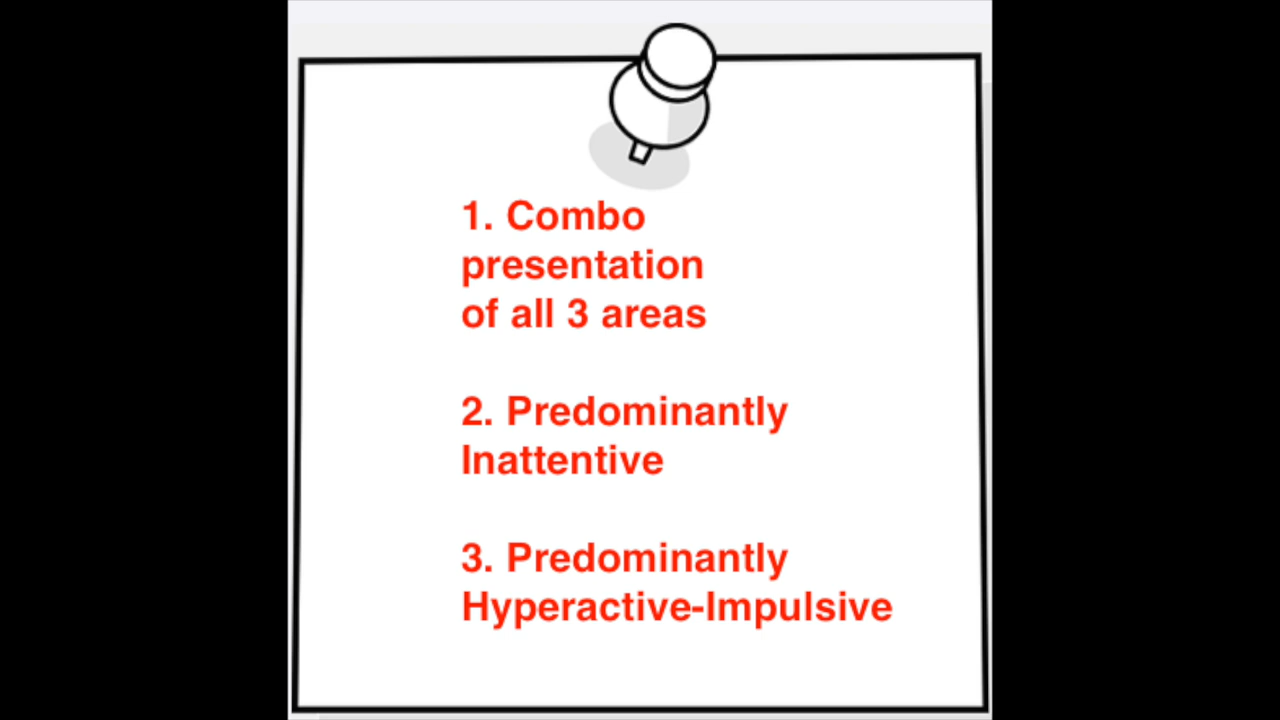 1. Combo
presentation
of all 3 areas
2. Predominantly
Inattentive
3. Predominantly
Hyperactive-Impulsive